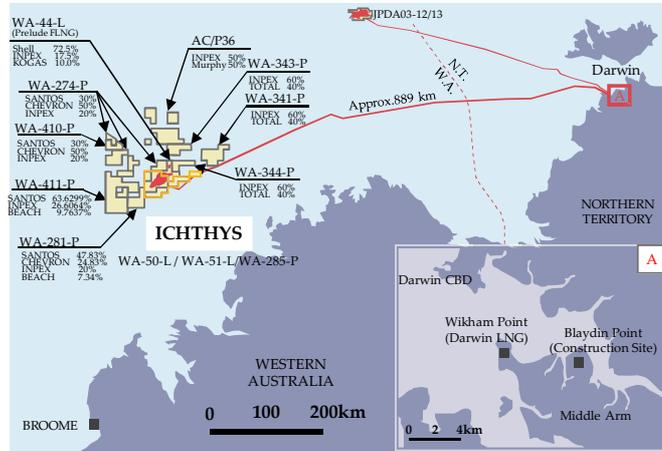 WA-44-L
(Prelude FLNG)
Shell 72.5%
INPEX 17.5%
KOGAS 10.0%
AC/P36
INPEX 50%
Murphy 50%
WA-343-P
INPEX 60%
TOTAL 40%
WA-341-P
INPEX 60%
TOTAL 40%
JPDA03-12/13
N.T.
W.A.
Approx.889 km
Darwin
A
WA-274-P
SANTOS 30%
CHEVRON 50%
INPEX 20%
WA-410-P
SANTOS 30%
CHEVRON 50%
INPEX 20%
WA-411-P
SANTOS 63.6299%
INPEX 26.6064%
BEACH 9.7637%
WA-344-P
INPEX 60%
TOTAL 40%
NORTHERN
TERRITORY
ICHTHYS
WA-281-P
SANTOS 47.83%
CHEVRON 24.83%
INPEX 20%
BEACH 7.34%
WA-50-L / WA-51-L/WA-285-P
A
Darwin CBD
Wikham Point
(Darwin LNG)
Blaydin Point
(Construction Site)
Middle Arm
0 2 4km
WESTERN
AUSTRALIA
0 100 200km
BROOME